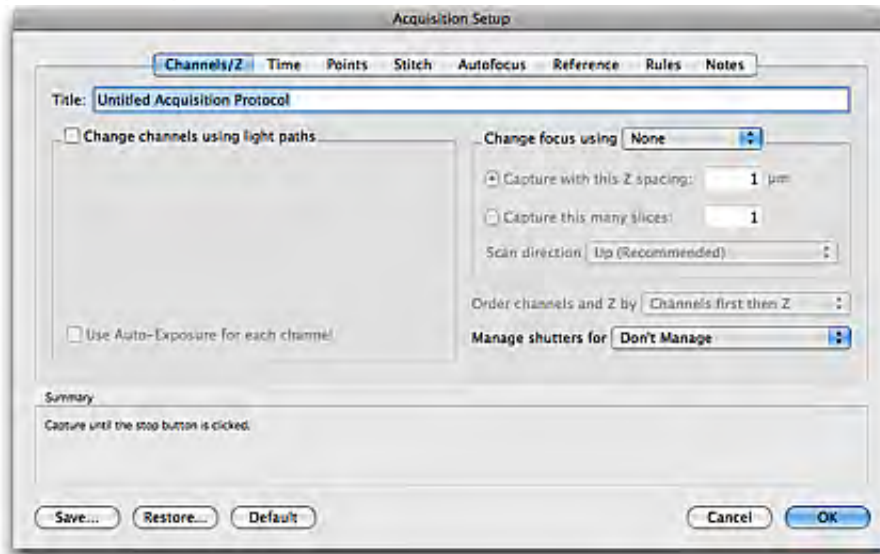 Acquisition Setup
Channels/Z Time Points Stitch Autofocus Reference Rules Notes
Title: Untitled Acquisition Protocol
Change channels using light paths
Change focus using None
Capture with this Z spacing: 1 µm
Capture this many slices: 1
Scan direction Up (Recommended)
Order channels and Z by Channels first then Z
Use Auto-Exposure for each channel
Manage shutters for Don't Manage
Summary
Capture until the stop button is clicked.
Save... Restore... Default Cancel OK